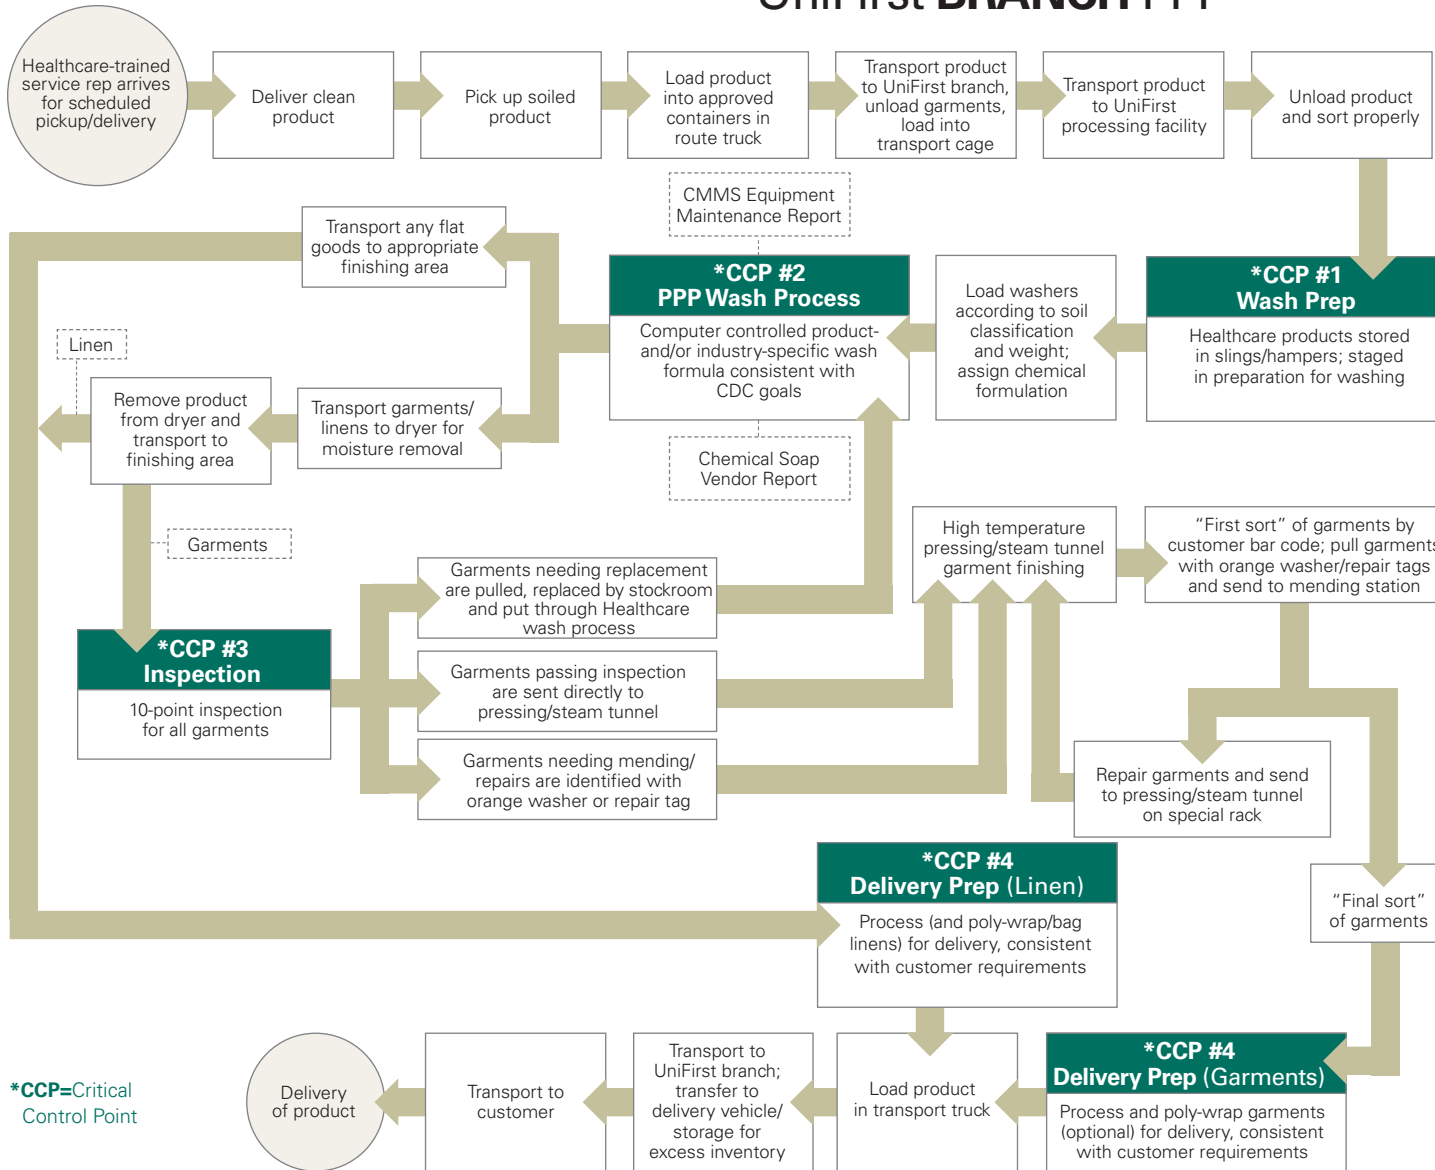 Healthcare-trained
service rep arrives
for scheduled
pickup/delivery
Deliver clean
product
Pick up soiled
product
Load product
into approved
containers in
route truck
Transport product
to UniFirst branch,
unload garments,
load into
transport cage
Transport product
to UniFirst
processing facility
Unload product
and sort properly
CMMS Equipment
Maintenance Report
Transport any flat
goods to appropriate
finishing area
*CCP #2
PPP Wash Process
Computer controlled product-
and/or industry-specific wash
formula consistent with
CDC goals
Load washers
according to soil
classification
and weight;
assign chemical
formulation
*CCP #1
Wash Prep
Healthcare products stored
in slings/hampers; staged
in preparation for washing
Linen
Remove product
from dryer and
transport to
finishing area
Transport garments/
linens to dryer for
moisture removal
Chemical Soap
Vendor Report
Garments
High temperature
pressing/steam tunnel
garment finishing
“First sort” of garments by
customer bar code; pull garments
with orange washer/repair tags
and send to mending station
Garments needing replacement
are pulled, replaced by stockroom
and put through Healthcare
wash process
*CCP #3
Inspection
10-point inspection
for all garments
Garments passing inspection
are sent directly to
pressing/steam tunnel
Garments needing mending/
repairs are identified with
orange washer or repair tag
Repair garments and send
to pressing/steam tunnel
on special rack
*CCP #4
Delivery Prep (Linen)
Process (and poly-wrap/bag
linens) for delivery, consistent
with customer requirements
“Final sort”
of garments
*CCP=Critical
Control Point
Delivery
of product
Transport to
customer
Transport to
UniFirst branch;
transfer to
delivery vehicle/
storage for
excess inventory
Load product
in transport truck
*CCP #4
Delivery Prep (Garments)
Process and poly-wrap garments
(optional) for delivery, consistent
with customer requirements